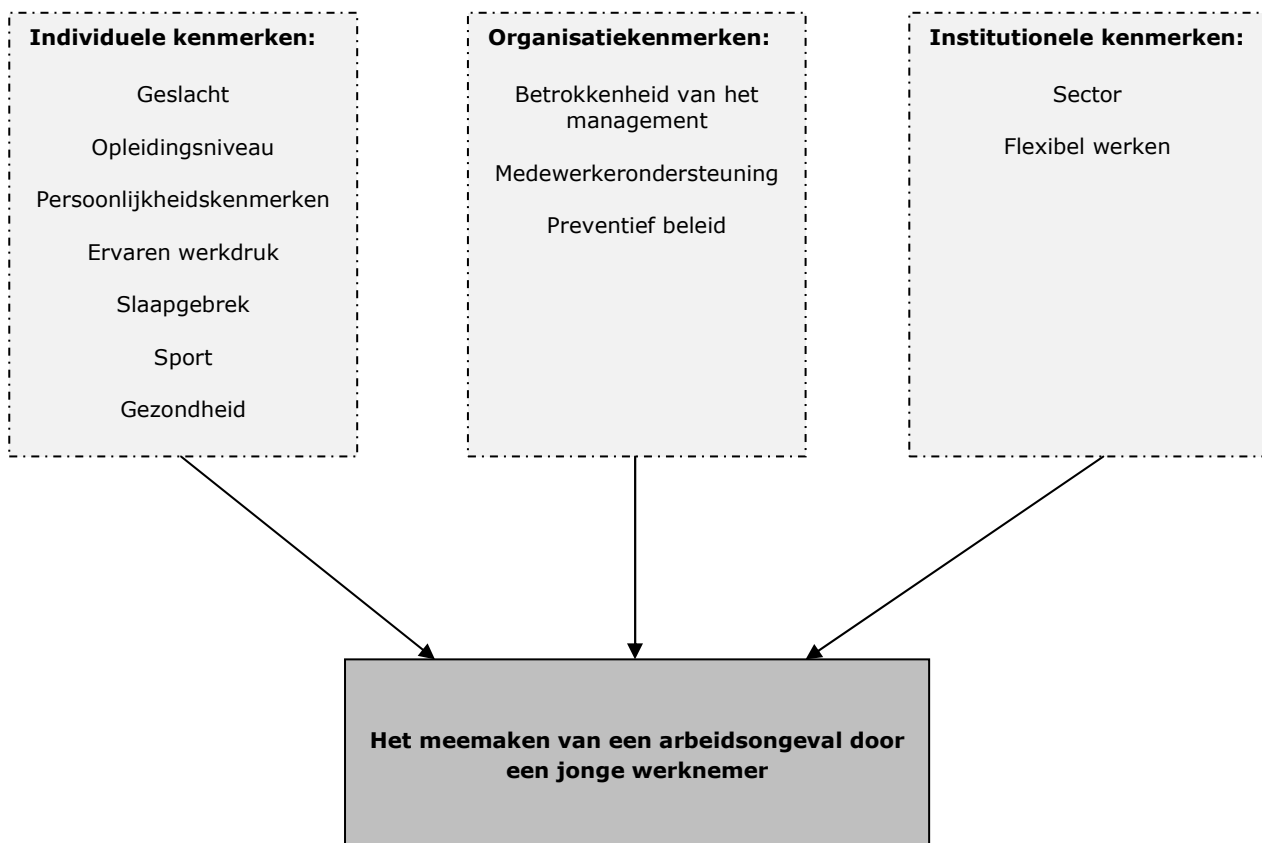 Individuele kenmerken:
Geslacht
Opleidingsniveau
Persoonlijkheidskenmerken
Ervaren werkdruk
Slaapgebrek
Sport
Gezondheid
Organisatiekenmerken:
Betrokkenheid van het
management
Medewerkerondersteuning
Preventief beleid
Institutionele kenmerken:
Sector
Flexibel werken
Het meemaken van een arbeidsongeval door
een jonge werknemer